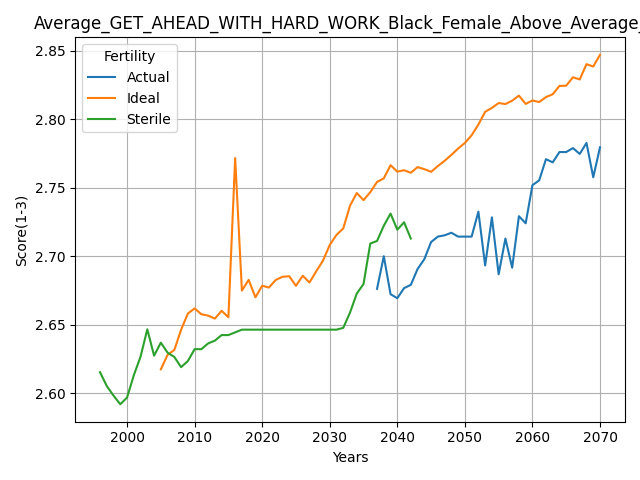 Average_GET_AHEAD_WITH_HARD_WORK_Black_Female_Above_Average_
Fertility
Actual
Ideal
Sterile
2.85
2.80
2.75
2.70
2.65
2.60
Score(1-3)
2000 2010 2020 2030 2040 2050 2060 2070
Years